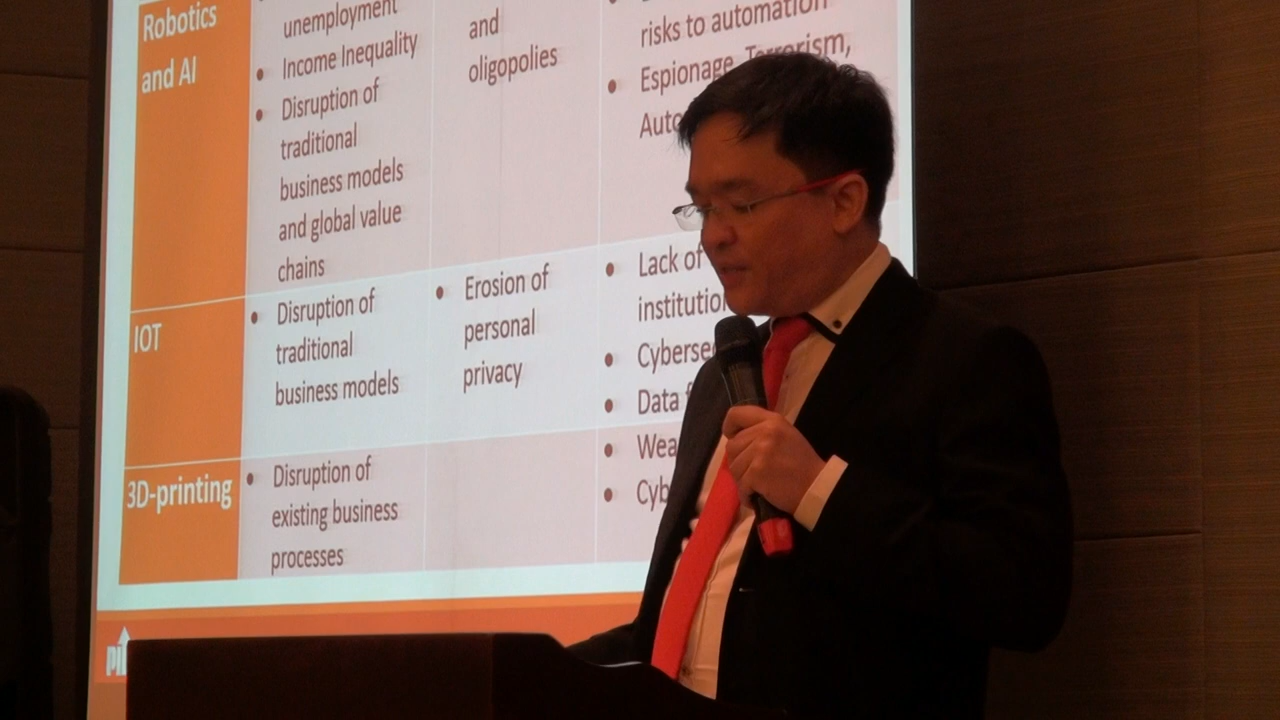 Robotics
and AI
unemployment
Income Inequality
Disruption of
traditional
business models
and global value
chains
and
oligopolies
risks to automation
Espionage, Terrorism,
IOT
Disruption of
traditional
business models
Erosion of
personal
privacy
Lack of
3D-printing
Disruption of
existing business
processes